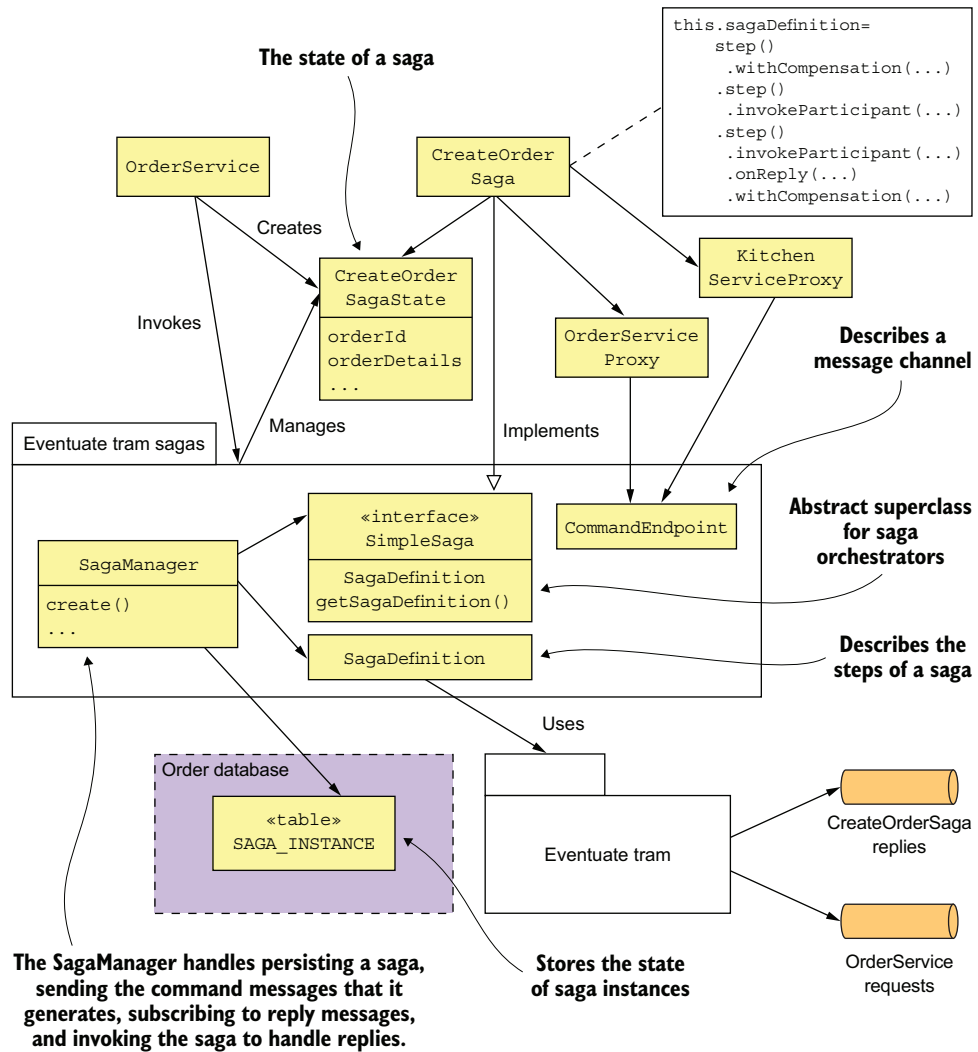 this.sagaDefinition=
step()
.withCompensation(...)
.step()
.invokeParticipant(...)
.step()
.invokeParticipant(...)
.onReply(...)
.withCompensation(...)
The state of a saga
OrderService
CreateOrder
Saga
Creates
CreateOrder
SagaState
orderId
orderDetails
...
Kitchen
ServiceProxy
Invokes
OrderService
Proxy
Describes a
message channel
Manages
Implements
Eventuate tram sagas
«interface»
SimpleSaga
SagaDefinition
getSagaDefinition()
CommandEndpoint
Abstract superclass
for saga
orchestrators
SagaManager
create()
...
SagaDefinition
Describes the
steps of a saga
Uses
Order database
«table»
SAGA_INSTANCE
Eventuate tram
CreateOrderSaga
replies
OrderService
requests
The SagaManager handles persisting a saga,
sending the command messages that it
generates, subscribing to reply messages,
and invoking the saga to handle replies.
Stores the state
of saga instances